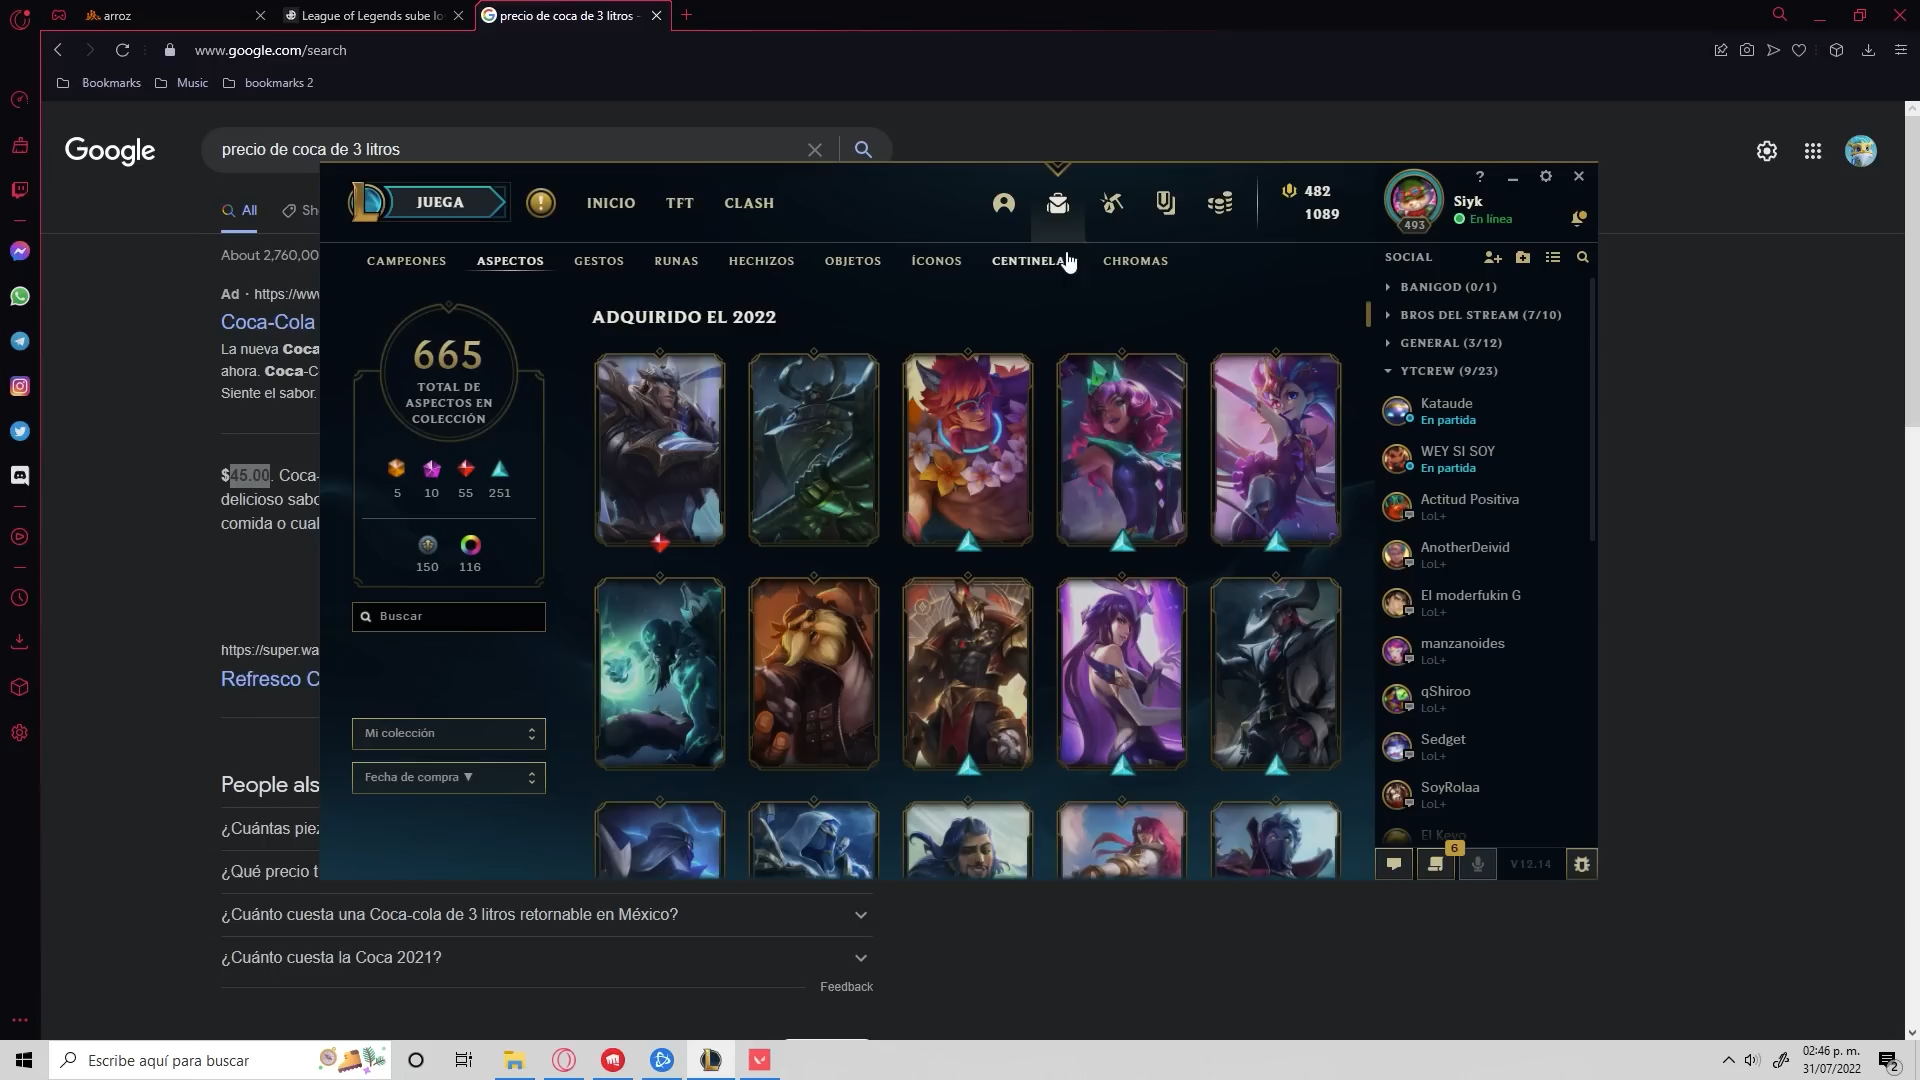 arroz
League of Legends sube lo
precio de coca de 3 litros -
www.google.com/search
Bookmarks
Music
bookmarks 2
Google
precio de coca de 3 litros
All
Sh
About 2,760,00
Ad · https://www
Coca-Cola
La nueva Coca
ahora. Coca-C
Siente el sabor.
$45.00. Coca-
delicioso sabo
comida o cual
https://super.wa
Refresco C
People als
¿Cuántas piez
¿Qué precio t
¿Cuánto cuesta una Coca-cola de 3 litros retornable en México?
¿Cuánto cuesta la Coca 2021?
Feedback
JUEGA
INICIO
TFT
CLASH
482
1089
493
Siyk
En línea
CAMPEONES
ASPECTOS
GESTOS
RUNAS
HECHIZOS
OBJETOS
ÍCONOS
CENTINELA
CHROMAS
665
TOTAL DE
ASPECTOS EN
COLECCIÓN
5
10
55
251
150
116
Buscar
Mi colección
Fecha de compra ▼
ADQUIRIDO EL 2022
SOCIAL
BANIGOD (0/1)
BROS DEL STREAM (7/10)
GENERAL (3/12)
YTCREW (9/23)
Kataude
En partida
WEY SI SOY
En partida
Actitud Positiva
LoL+
AnotherDeivid
LoL+
El moderfukin G
LoL+
manzanoides
LoL+
qShiroo
LoL+
Sedget
LoL+
SoyRolaa
LoL+
6
V12.14
Escribe aquí para buscar
02:46 p. m.
31/07/2022
2